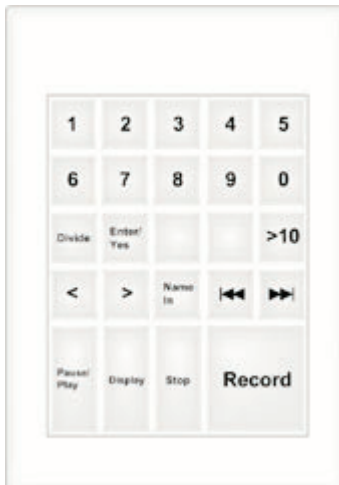 1 2 3 4 5
6 7 8 9 0
Divide Enter/ Yes >10
< > Name In |◀◀ ▶▶|
Pause/ Play Display Stop Record